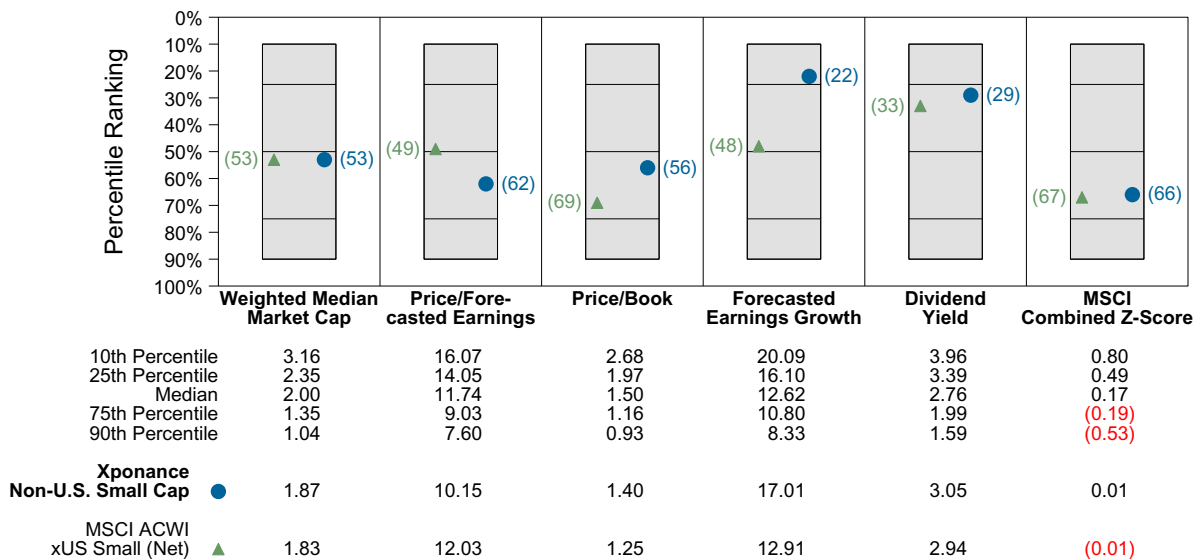 Percentile Ranking
0%
10%
20%
30%
40%
50%
60%
70%
80%
90%
100%
(53) (53)
(49) (62)
(69) (56)
(48) (22)
(33) (29)
(67) (66)
Weighted Median Price/Fore- Price/Book Forecasted Dividend MSCI
Market Cap casted Earnings Earnings Growth Yield Combined Z-Score
10th Percentile 3.16 16.07 2.68 20.09 3.96 0.80
25th Percentile 2.35 14.05 1.97 16.10 3.39 0.49
Median 2.00 11.74 1.50 12.62 2.76 0.17
75th Percentile 1.35 9.03 1.16 10.80 1.99 (0.19)
90th Percentile 1.04 7.60 0.93 8.33 1.59 (0.53)
Xponance
Non-U.S. Small Cap 1.87 10.15 1.40 17.01 3.05 0.01
MSCI ACWI
xUS Small (Net) 1.83 12.03 1.25 12.91 2.94 (0.01)